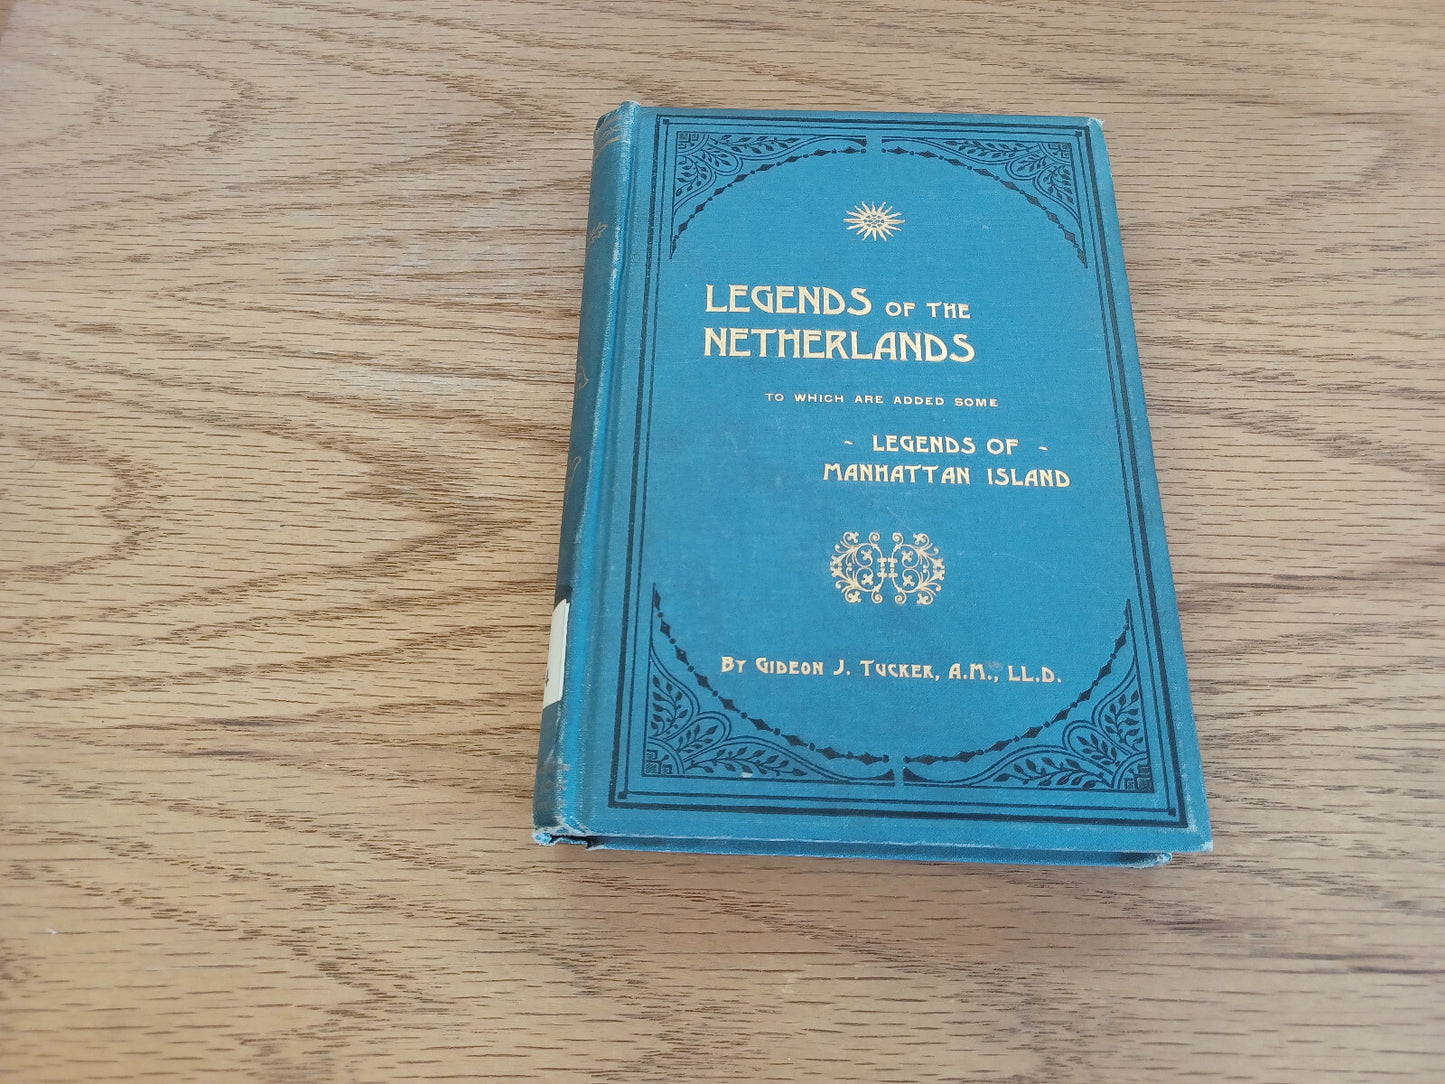 LEGENDS OF THE
NETHERLANDS
TO WHICH ARE ADDED SOME
~ LEGENDS OF ~
MANHATTAN ISLAND
BY GIDEON J. TUCKER, A.M., LL.D.